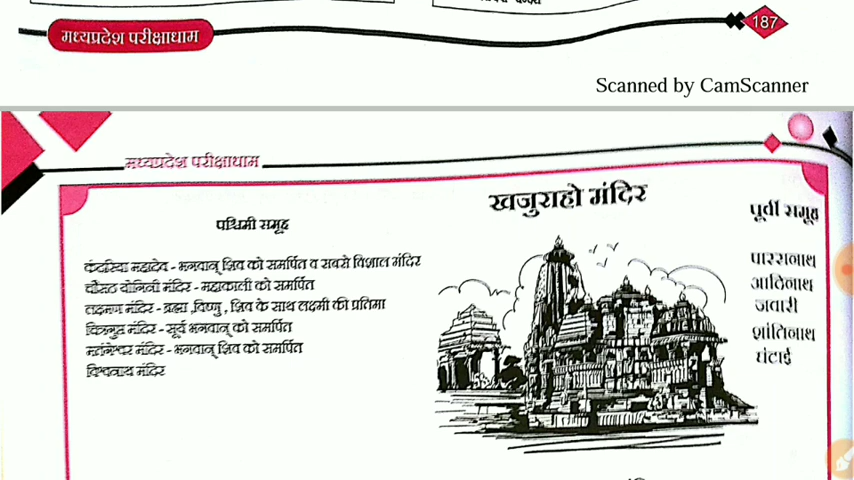 मध्यप्रदेश परीक्षाधाम
187
Scanned by CamScanner
मध्यप्रदेश परीक्षाधाम
खजुराहो मंदिर
पश्चिमी समूह
कंदरिया महादेव - भगवान् शिव को समर्पित व सबसे विशाल मंदिर
चौसठ योगिनी मंदिर - महाकाली को समर्पित
लक्ष्मण मंदिर - ब्रह्मा ,विष्णु , शिव के साथ लक्ष्मी की प्रतिमा
चित्रगुप्त मंदिर - सूर्य भगवान् को समर्पित
मतंगेश्वर मंदिर - भगवान् शिव को समर्पित
विश्वनाथ मंदिर
पूर्वी समूह
पारसनाथ
आदिनाथ
जवारी
शांतिनाथ
घंटाई